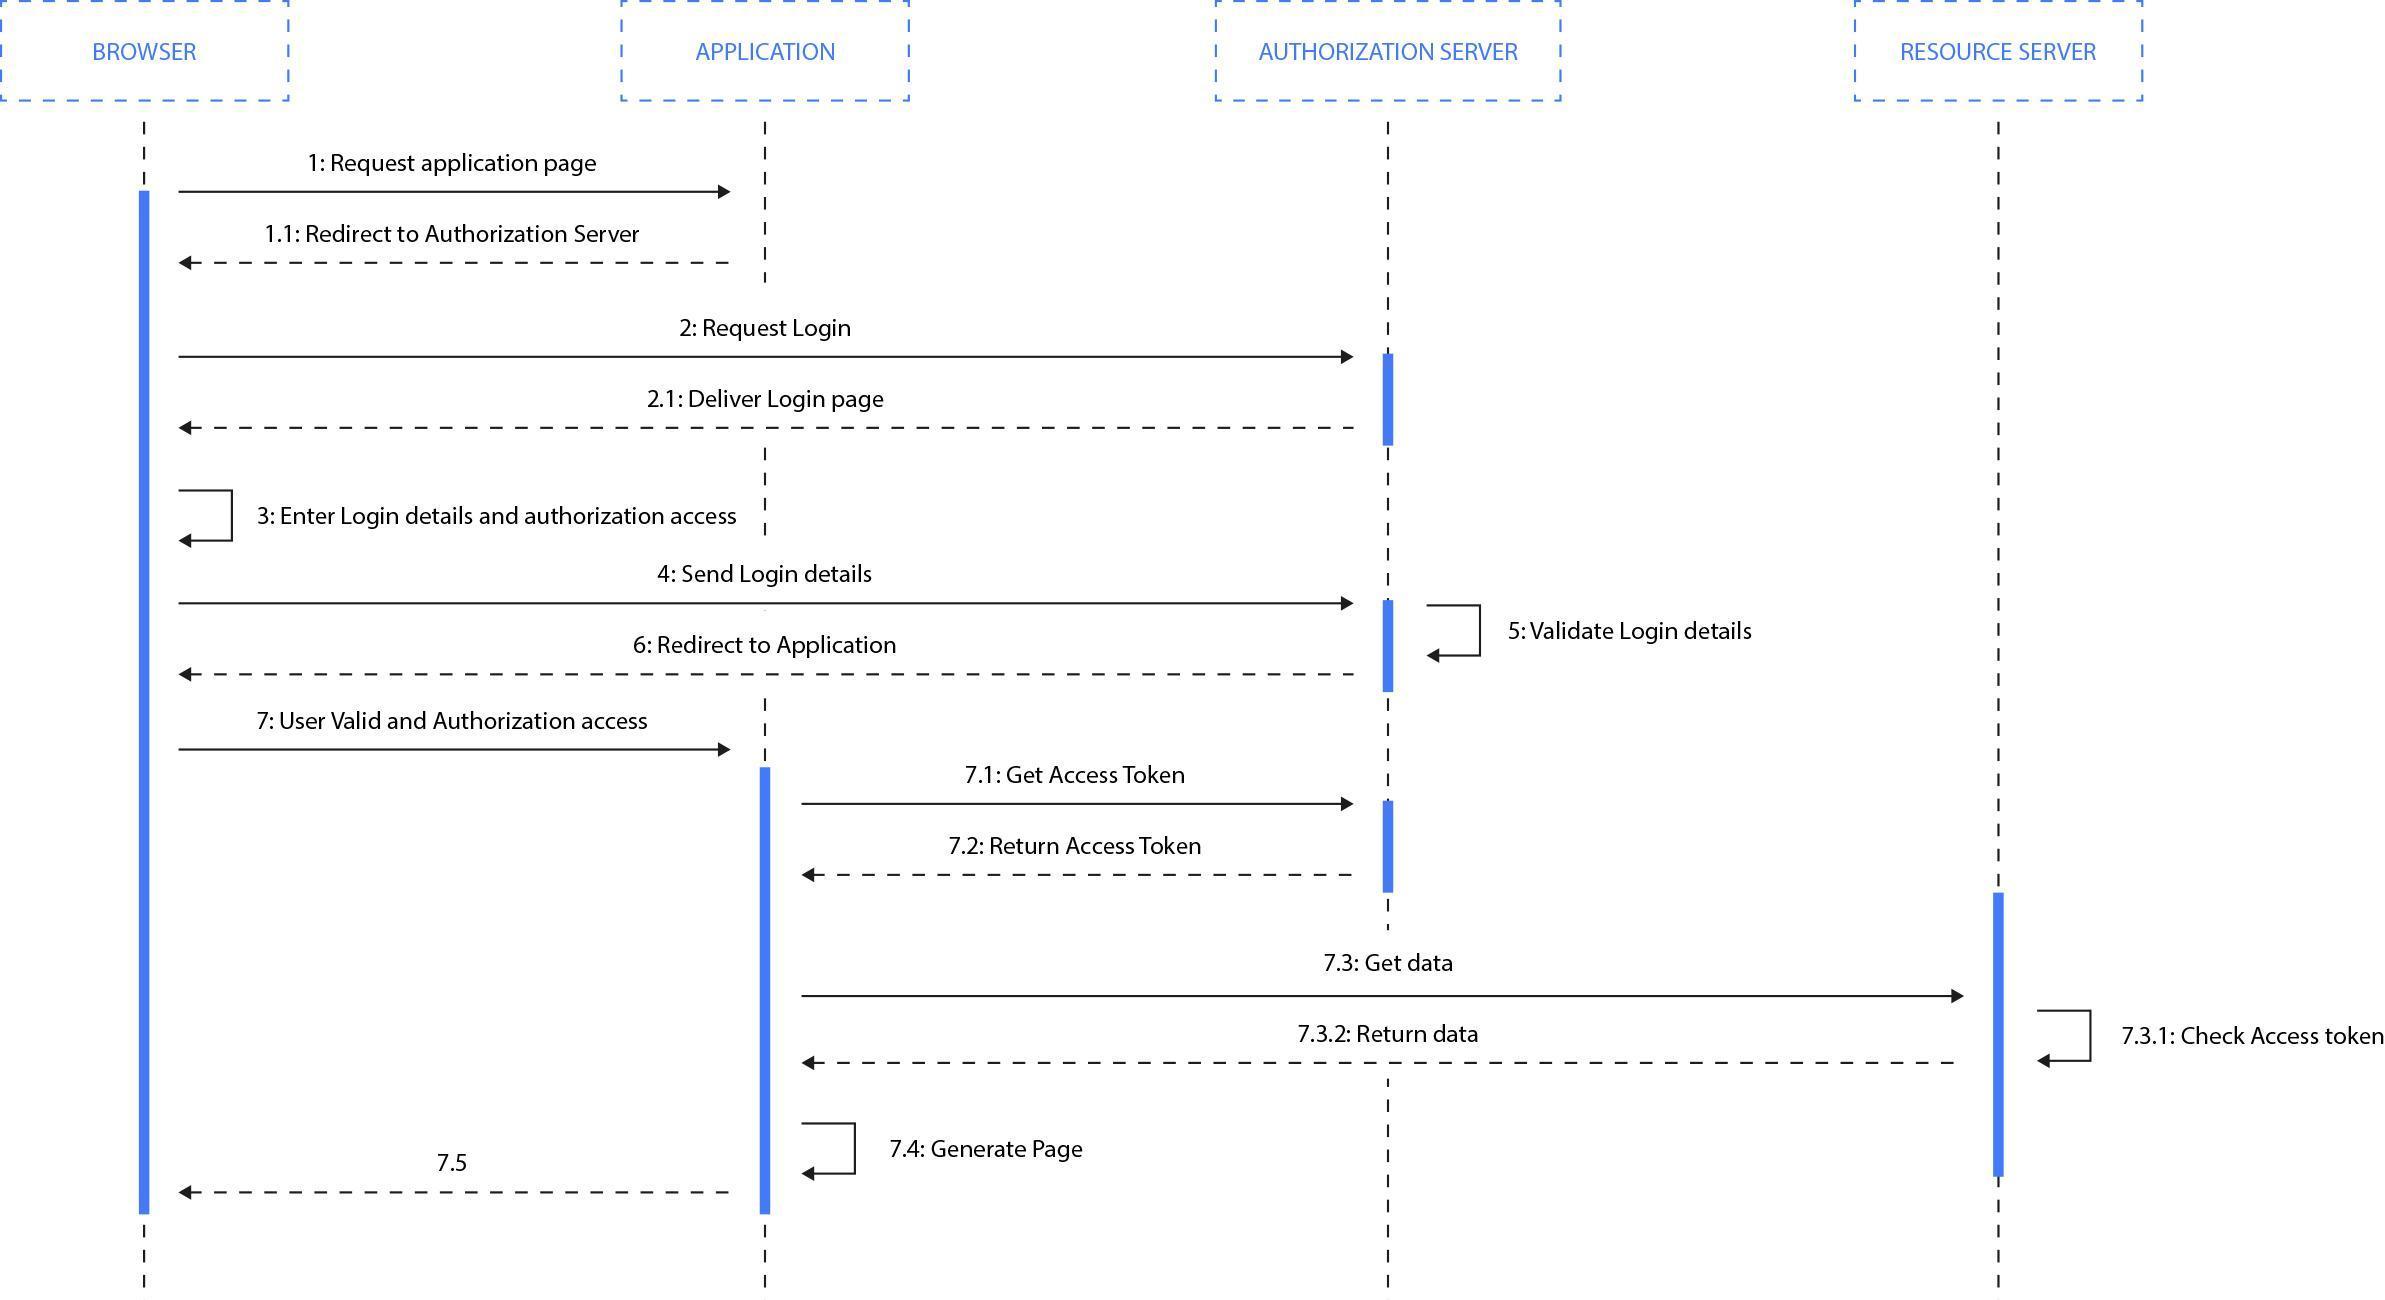 BROWSER
APPLICATION
AUTHORIZATION SERVER
RESOURCE SERVER
1: Request application page
1.1: Redirect to Authorization Server
2: Request Login
2.1: Deliver Login page
3: Enter Login details and authorization access
4: Send Login details
5: Validate Login details
6: Redirect to Application
7: User Valid and Authorization access
7.1: Get Access Token
7.2: Return Access Token
7.3: Get data
7.3.2: Return data
7.3.1: Check Access token
7.4: Generate Page
7.5